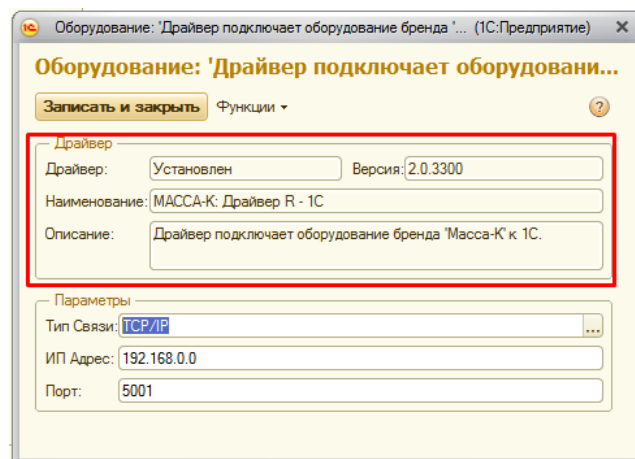 Оборудование: 'Драйвер подключает оборудование бренда '... (1С:Предприятие)
Оборудование: 'Драйвер подключает оборудовани...
Записать и закрыть Функции ?
Драйвер
Драйвер: Установлен Версия: 2.0.3300
Наименование: МАССА-К: Драйвер R - 1C
Описание: Драйвер подключает оборудование бренда 'Масса-К' к 1С.
Параметры
Тип Связи: TCP/IP ...
ИП Адрес: 192.168.0.0
Порт: 5001